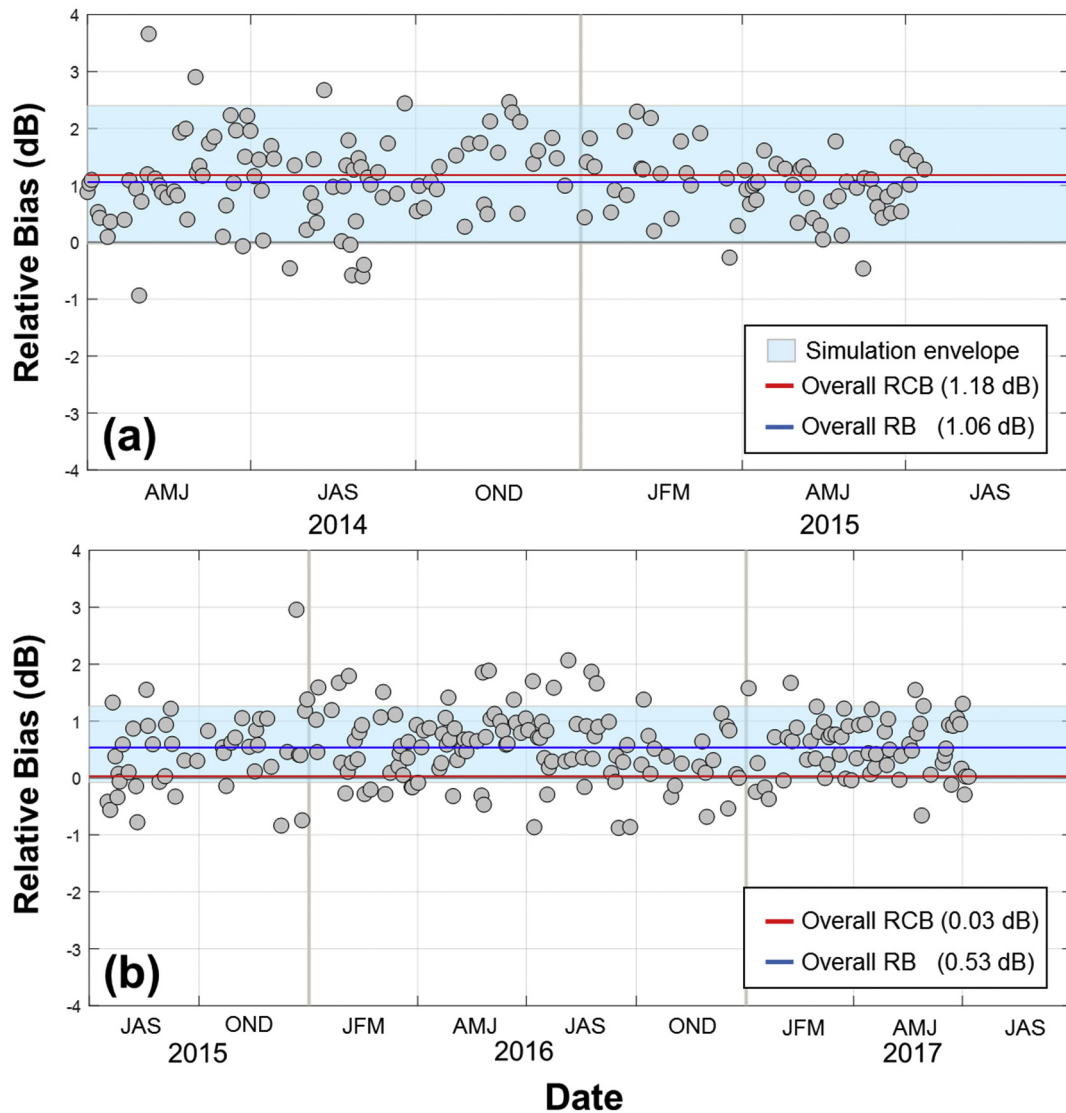 4
3
2
1
0
-1
-2
-3
-4
Relative Bias (dB)
(a)
Simulation envelope
Overall RCB (1.18 dB)
Overall RB (1.06 dB)
AMJ JAS OND JFM AMJ JAS
2014 2015
4
3
2
1
0
-1
-2
-3
-4
Relative Bias (dB)
(b)
Overall RCB (0.03 dB)
Overall RB (0.53 dB)
JAS OND JFM AMJ JAS OND JFM AMJ JAS
2015 2016 2017
Date